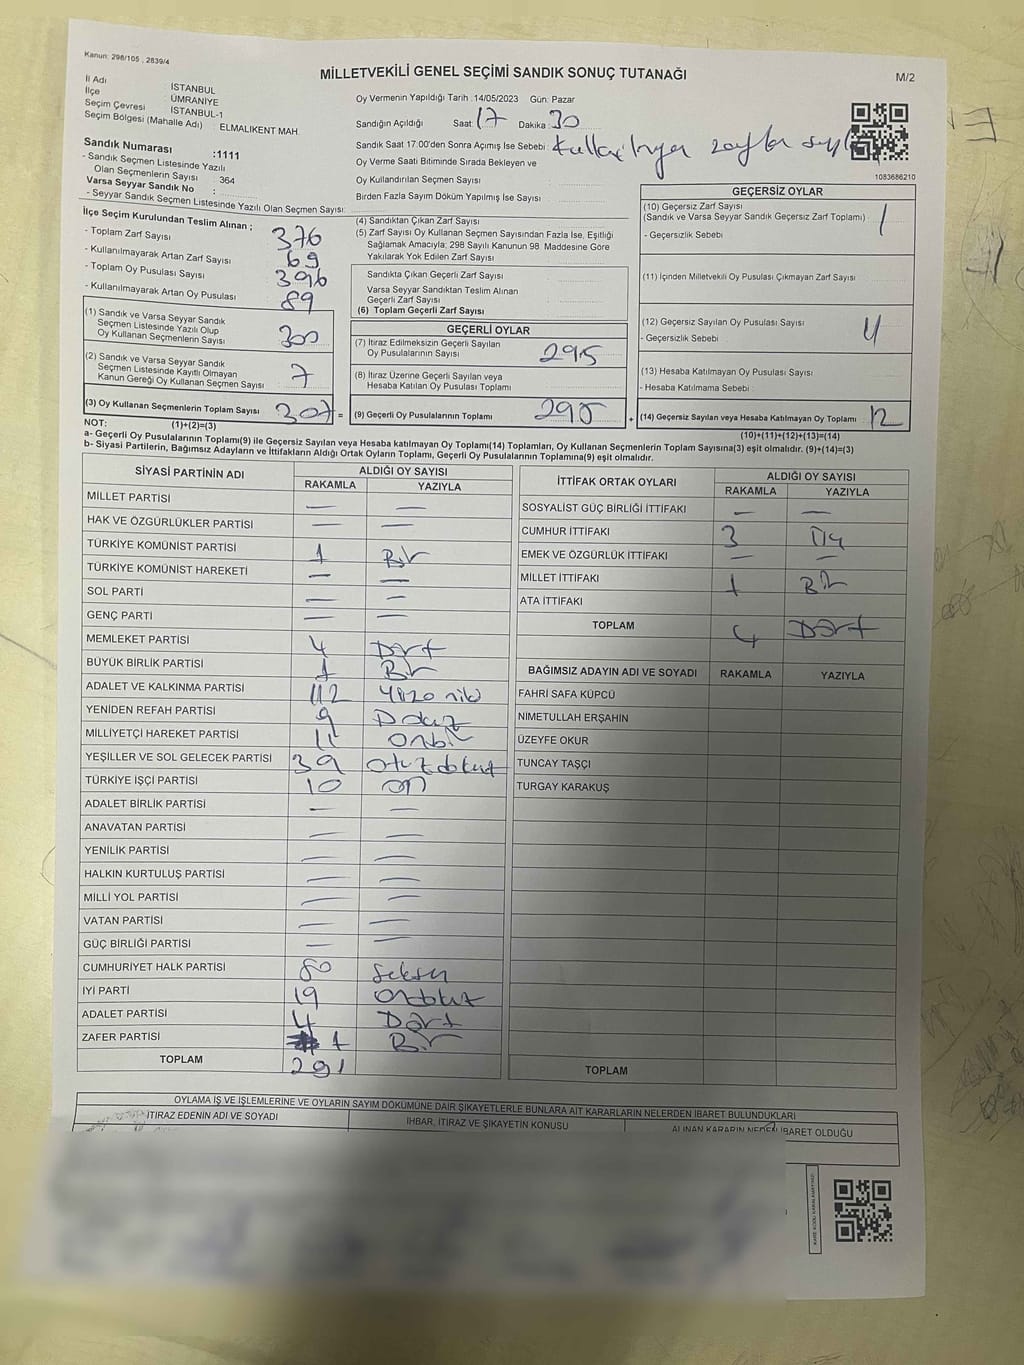 Kanun: 298/105 , 2839/4
MİLLETVEKİLİ GENEL SEÇİMİ SANDIK SONUÇ TUTANAĞI
M/2
İl Adı İSTANBUL
İlçe ÜMRANİYE
Seçim Çevresi İSTANBUL-1
Seçim Bölgesi (Mahalle Adı) ELMALIKENT MAH.
Sandık Numarası :1111
- Sandık Seçmen Listesinde Yazılı
Olan Seçmenlerin Sayısı : 364
Varsa Seyyar Sandık No :
- Seyyar Sandık Seçmen Listesinde Yazılı Olan Seçmen Sayısı:
Oy Vermenin Yapıldığı Tarih :14/05/2023 Gün: Pazar
Sandığın Açıldığı Saat: 17 Dakika: 30
Sandık Saat 17:00'den Sonra Açımış İse Sebebi :
Oy Verme Saati Bitiminde Sırada Bekleyen ve
Oy Kullandırılan Seçmen Sayısı
Birden Fazla Sayım Döküm Yapılmış İse Sayısı
1083686210
İlçe Seçim Kurulundan Teslim Alınan ;
- Toplam Zarf Sayısı 376
- Kullanılmayarak Artan Zarf Sayısı 69
- Toplam Oy Pusulası Sayısı 396
- Kullanılmayarak Artan Oy Pusulası 89
(1) Sandık ve Varsa Seyyar Sandık
Seçmen Listesinde Yazılı Olup
Oy Kullanan Seçmenlerin Sayısı 300
(2) Sandık ve Varsa Seyyar Sandık
Seçmen Listesinde Kayıtlı Olmayan
Kanun Gereği Oy Kullanan Seçmen Sayısı 7
(3) Oy Kullanan Seçmenlerin Toplam Sayısı 307 =
(4) Sandıktan Çıkan Zarf Sayısı
(5) Zarf Sayısı Oy Kullanan Seçmen Sayısından Fazla İse, Eşitliği
Sağlamak Amacıyla; 298 Sayılı Kanunun 98. Maddesine Göre
Yakılarak Yok Edilen Zarf Sayısı
Sandıkta Çıkan Geçerli Zarf Sayısı
Varsa Seyyar Sandıktan Teslim Alınan
Geçerli Zarf Sayısı
(6) Toplam Geçerli Zarf Sayısı
GEÇERLİ OYLAR
(7) İtiraz Edilmeksizin Geçerli Sayılan
Oy Pusulalarının Sayısı 295
(8) İtiraz Üzerine Geçerli Sayılan veya
Hesaba Katılan Oy Pusulası Toplamı
(9) Geçerli Oy Pusulalarının Toplamı 295 +
GEÇERSİZ OYLAR
(10) Geçersiz Zarf Sayısı
(Sandık ve Varsa Seyyar Sandık Geçersiz Zarf Toplamı) 1
- Geçersizlik Sebebi
(11) İçinden Milletvekili Oy Pusulası Çıkmayan Zarf Sayısı
(12) Geçersiz Sayılan Oy Pusulası Sayısı
- Geçersizlik Sebebi
(13) Hesaba Katılmayan Oy Pusulası Sayısı
- Hesaba Katılmama Sebebi
(14) Geçersiz Sayılan veya Hesaba Katılmayan Oy Toplamı 12
NOT: (1)+(2)=(3)
(10)+(11)+(12)+(13)=(14)
a- Geçerli Oy Pusulalarının Toplamı(9) ile Geçersiz Sayılan veya Hesaba katılmayan Oy Toplamı(14) Toplamları, Oy Kullanan Seçmenlerin Toplam Sayısına(3) eşit olmalıdır. (9)+(14)=(3)
b- Siyasi Partilerin, Bağımsız Adayların ve İttifakların Aldığı Ortak Oyların Toplamı, Geçerli Oy Pusulalarının Toplamına(9) eşit olmalıdır.
SİYASİ PARTİNİN ADI ALDIĞI OY SAYISI
RAKAMLA YAZIYLA
MİLLET PARTİSİ — —
HAK VE ÖZGÜRLÜKLER PARTİSİ — —
TÜRKİYE KOMÜNİST PARTİSİ 1 Bir
TÜRKİYE KOMÜNİST HAREKETİ — —
SOL PARTİ — —
GENÇ PARTİ — —
MEMLEKET PARTİSİ 4 Dört
BÜYÜK BİRLİK PARTİSİ 1 Bir
ADALET VE KALKINMA PARTİSİ 112 yüzoniki
YENİDEN REFAH PARTİSİ 9 Dokuz
MİLLİYETÇİ HAREKET PARTİSİ 11 Onbir
YEŞİLLER VE SOL GELECEK PARTİSİ 39 Otuzdokuz
TÜRKİYE İŞÇİ PARTİSİ 10 on
ADALET BİRLİK PARTİSİ — —
ANAVATAN PARTİSİ — —
YENİLİK PARTİSİ — —
HALKIN KURTULUŞ PARTİSİ — —
MİLLİ YOL PARTİSİ — —
VATAN PARTİSİ — —
GÜÇ BİRLİĞİ PARTİSİ — —
CUMHURİYET HALK PARTİSİ 80 Seksen
İYİ PARTİ 19 Ondokuz
ADALET PARTİSİ 4 Dört
ZAFER PARTİSİ 1 Bir
TOPLAM 291
İTTİFAK ORTAK OYLARI ALDIĞI OY SAYISI
RAKAMLA YAZIYLA
SOSYALİST GÜÇ BİRLİĞİ İTTİFAKI — —
CUMHUR İTTİFAKI 3 Üç
EMEK VE ÖZGÜRLÜK İTTİFAKI — —
MİLLET İTTİFAKI 1 Bir
ATA İTTİFAKI
TOPLAM 4 Dört
BAĞIMSIZ ADAYIN ADI VE SOYADI RAKAMLA YAZIYLA
FAHRİ SAFA KÜPCÜ
NİMETULLAH ERŞAHİN
ÜZEYFE OKUR
TUNCAY TAŞÇI
TURGAY KARAKUŞ
TOPLAM
OYLAMA İŞ VE İŞLEMLERİNE VE OYLARIN SAYIM DÖKÜMÜNE DAİR ŞİKAYETLERLE BUNLARA AİT KARARLARIN NELERDEN İBARET BULUNDUKLARI
İTİRAZ EDENİN ADI VE SOYADI İHBAR, İTİRAZ VE ŞİKAYETİN KONUSU ALINAN KARARIN NEDEN İBARET OLDUĞU